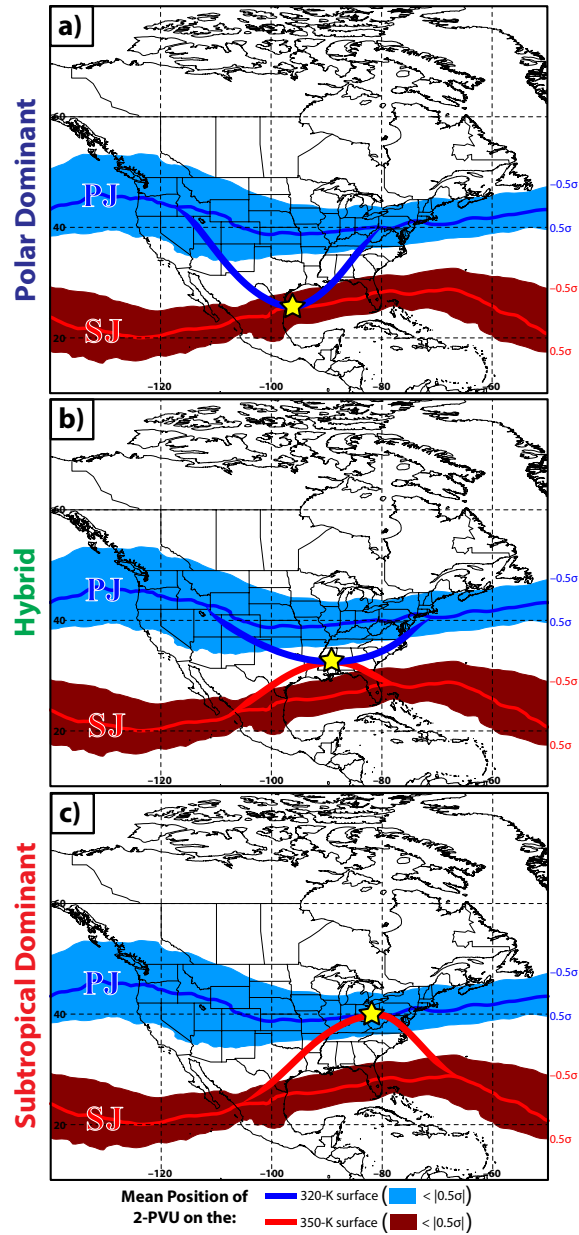 a)
Polar Dominant
PJ
SJ
60
40
20
−0.5σ
0.5σ
−0.5σ
0.5σ
−120 −100 −80 −60
b)
Hybrid
PJ
SJ
60
40
20
−0.5σ
0.5σ
−0.5σ
0.5σ
−120 −100 −80 −60
c)
Subtropical Dominant
PJ
SJ
60
40
20
−0.5σ
0.5σ
−0.5σ
0.5σ
−120 −100 −80 −60
Mean Position of
2-PVU on the:
320-K surface ( < |0.5σ|)
350-K surface ( < |0.5σ|)